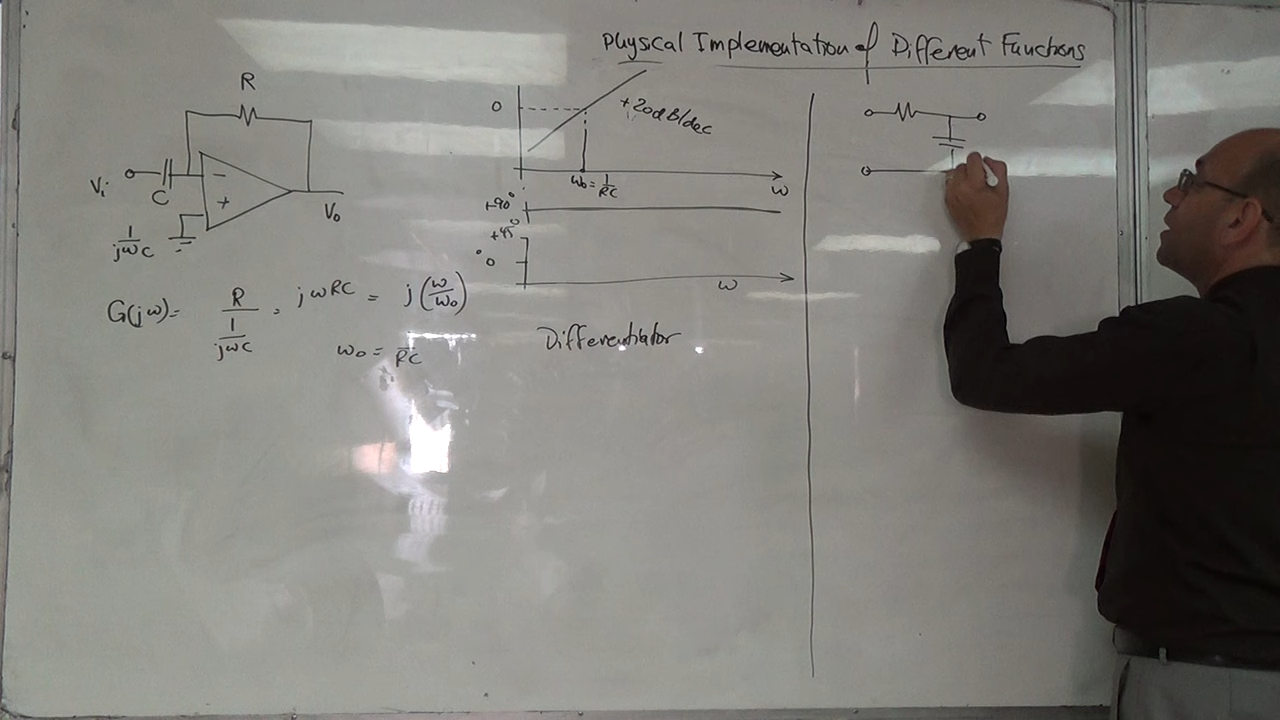 Physical Implementation of Different Functions
R
Vi
C
−
+
Vo
1/jωC
0
+20dB/dec
ω0 = 1/RC
ω
+90°
+45°
0
ω
G(jω) = R / (1/jωC) = jωRC = j(ω/ω0)
ω0 = 1/RC
Differentiator